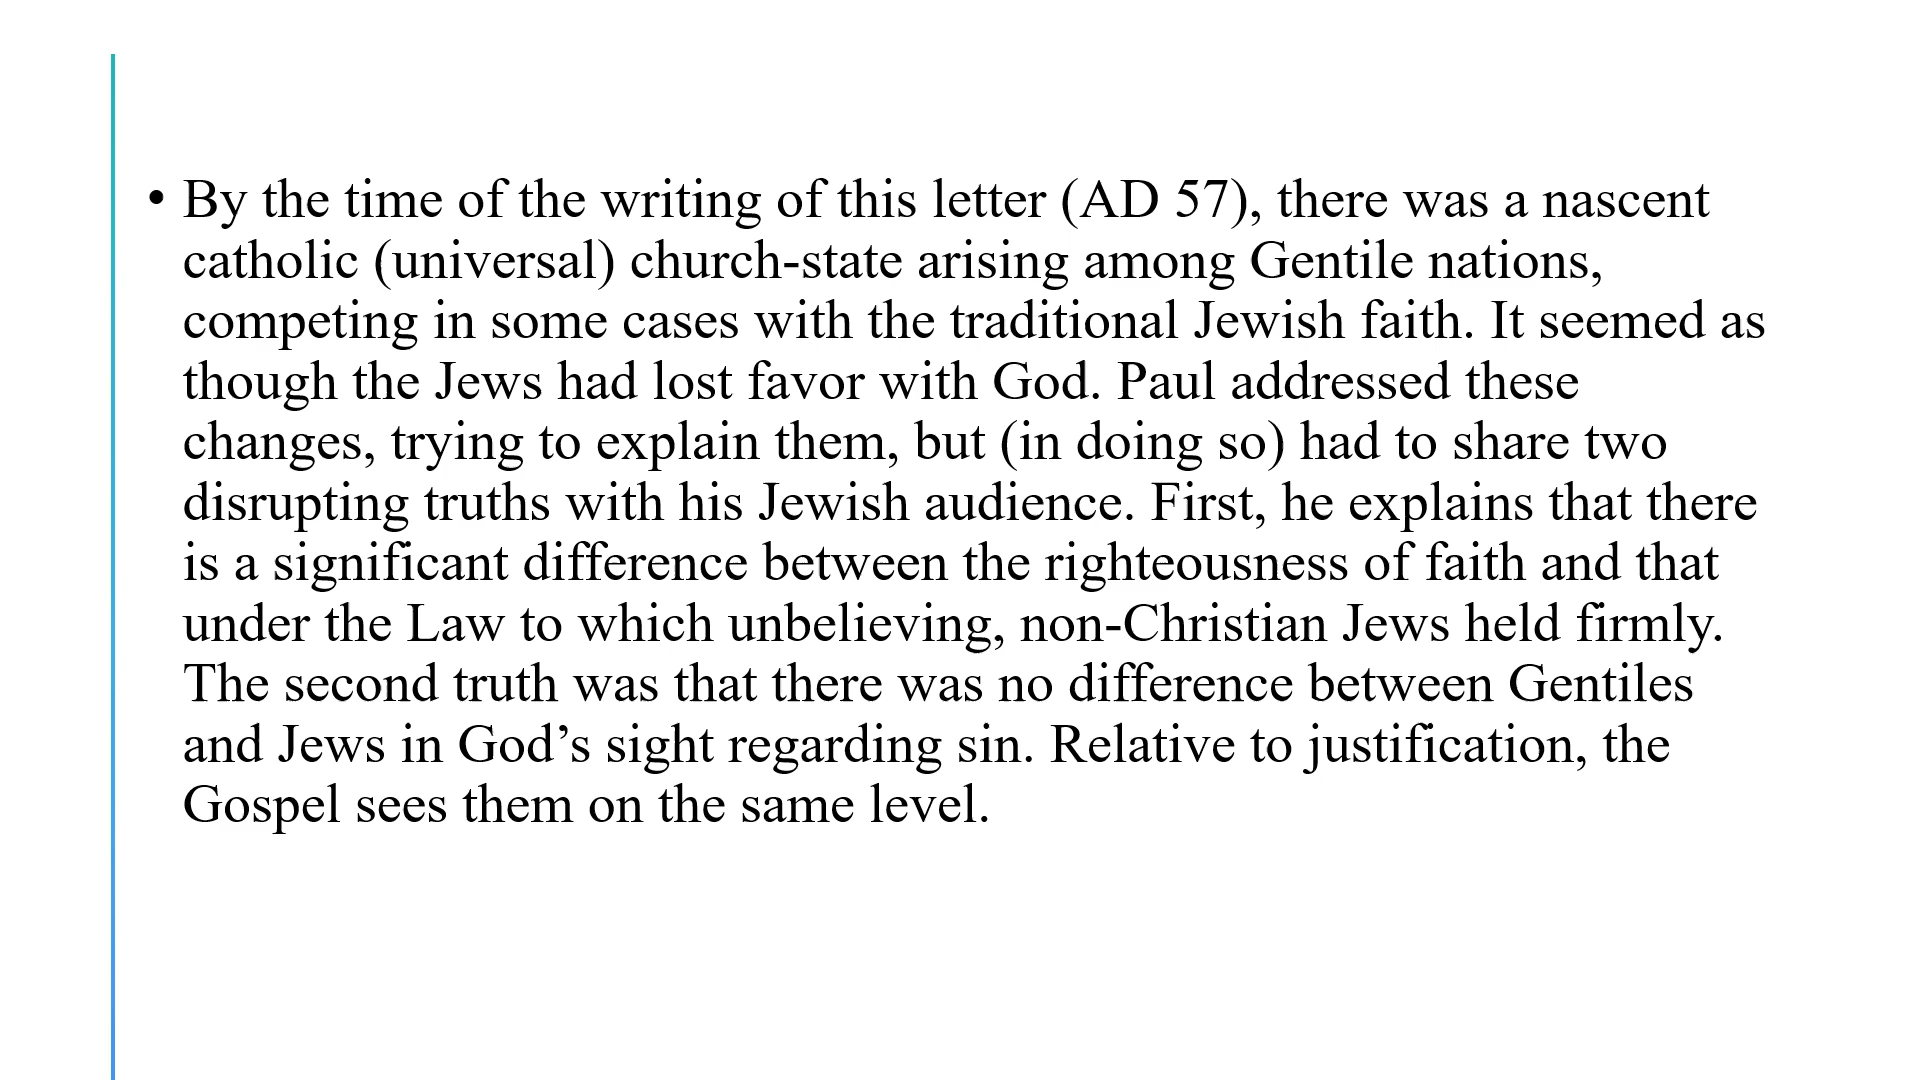 • By the time of the writing of this letter (AD 57), there was a nascent
catholic (universal) church-state arising among Gentile nations,
competing in some cases with the traditional Jewish faith. It seemed as
though the Jews had lost favor with God. Paul addressed these
changes, trying to explain them, but (in doing so) had to share two
disrupting truths with his Jewish audience. First, he explains that there
is a significant difference between the righteousness of faith and that
under the Law to which unbelieving, non-Christian Jews held firmly.
The second truth was that there was no difference between Gentiles
and Jews in God’s sight regarding sin. Relative to justification, the
Gospel sees them on the same level.